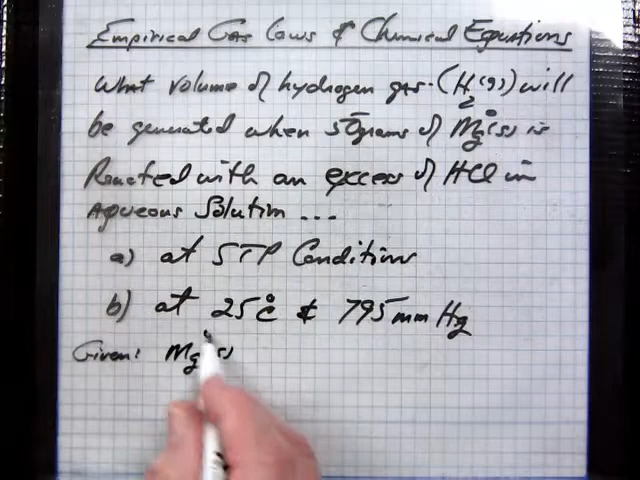 Empirical Gas Laws & Chemical Equations
What volume of hydrogen gas (H2(g)) will
be generated when 50 grams of Mg°(s) is
Reacted with an excess of HCl in
Aqueous Solution ...
a) at STP Conditions
b) at 25°C & 795 mm Hg
Given: Mg(s)